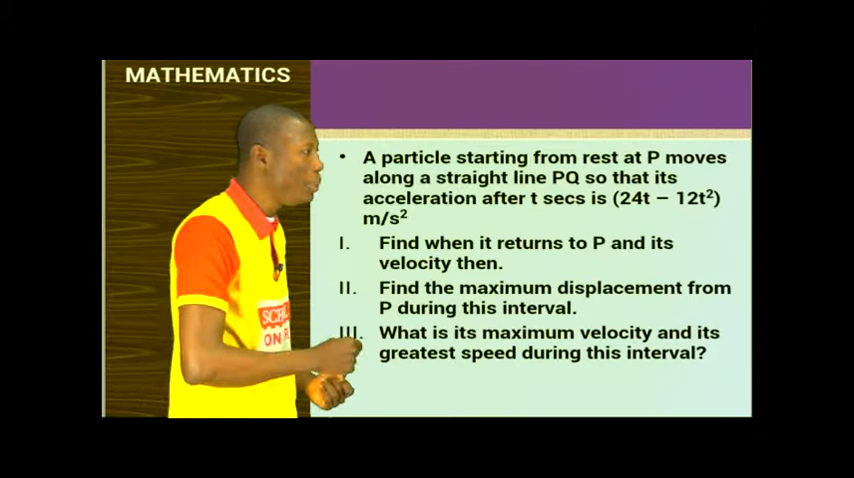 MATHEMATICS
• A particle starting from rest at P moves
along a straight line PQ so that its
acceleration after t secs is (24t – 12t²)
m/s²
I. Find when it returns to P and its
velocity then.
II. Find the maximum displacement from
P during this interval.
III. What is its maximum velocity and its
greatest speed during this interval?
ON